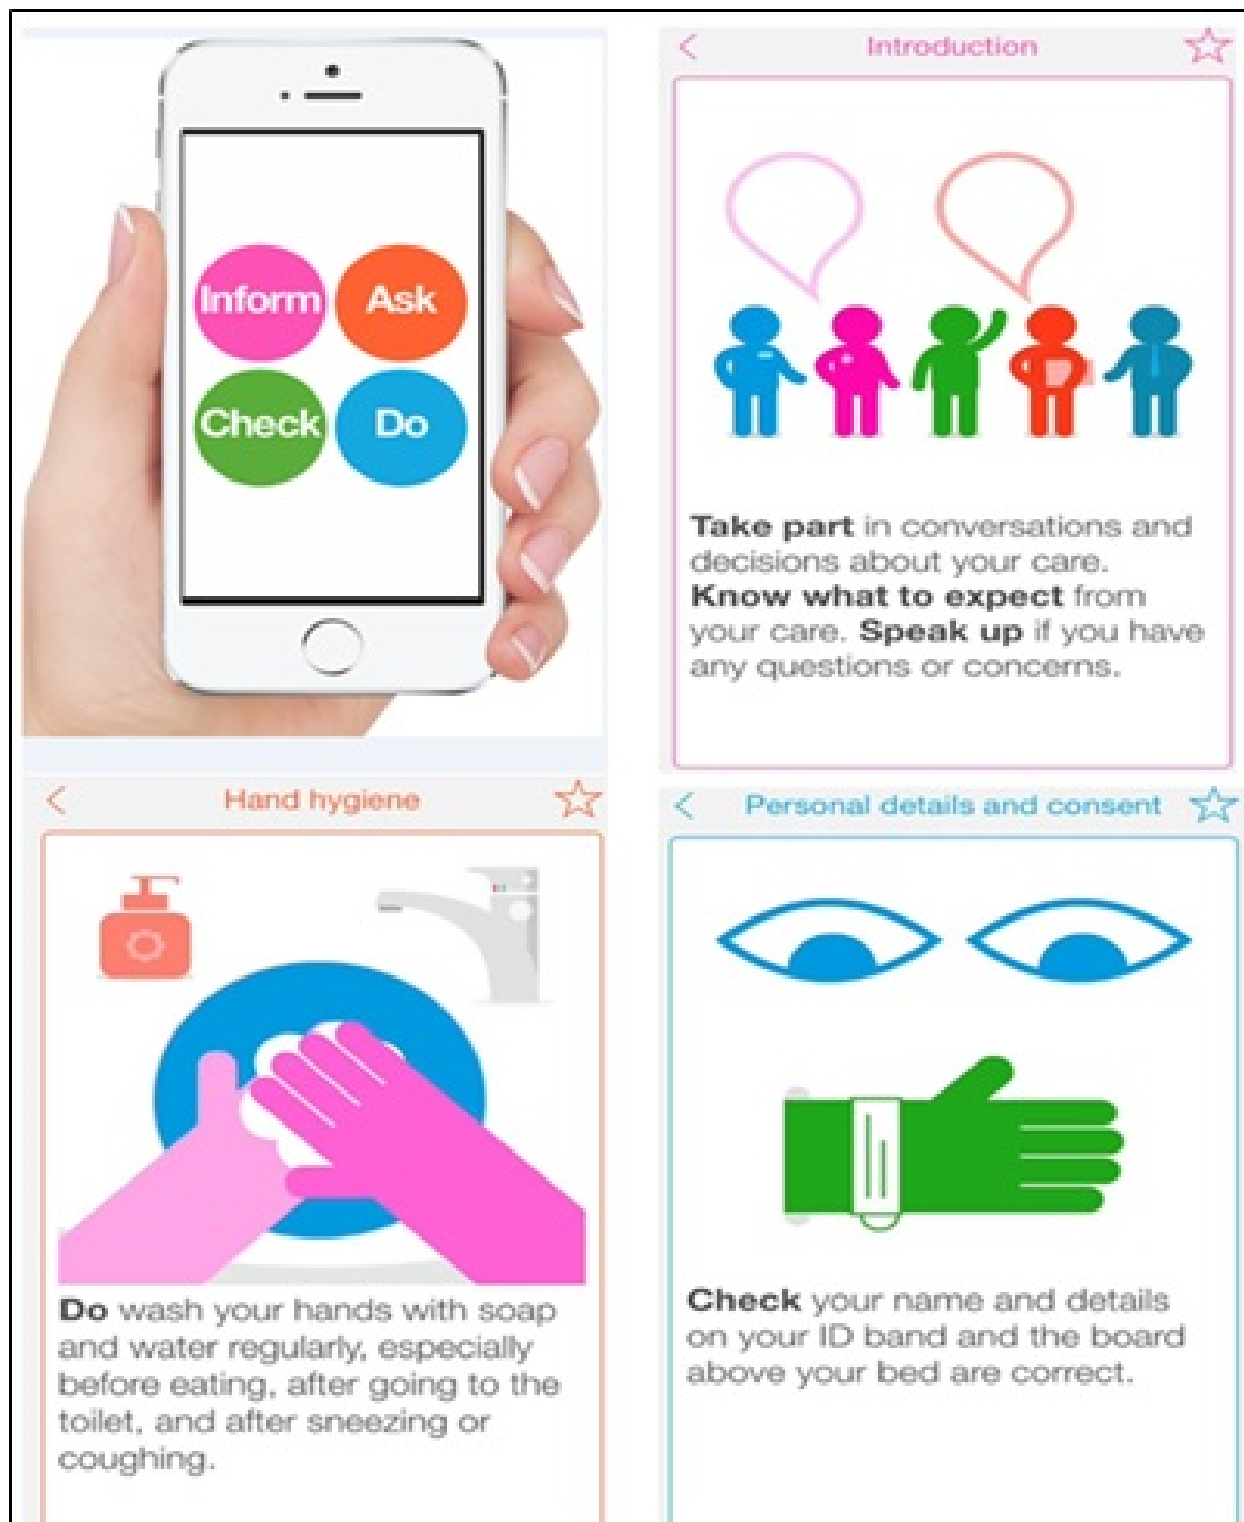 Inform Ask
Check Do
Introduction
Take part in conversations and
decisions about your care.
Know what to expect from
your care. Speak up if you have
any questions or concerns.
Hand hygiene
Do wash your hands with soap
and water regularly, especially
before eating, after going to the
toilet, and after sneezing or
coughing.
Personal details and consent
Check your name and details
on your ID band and the board
above your bed are correct.